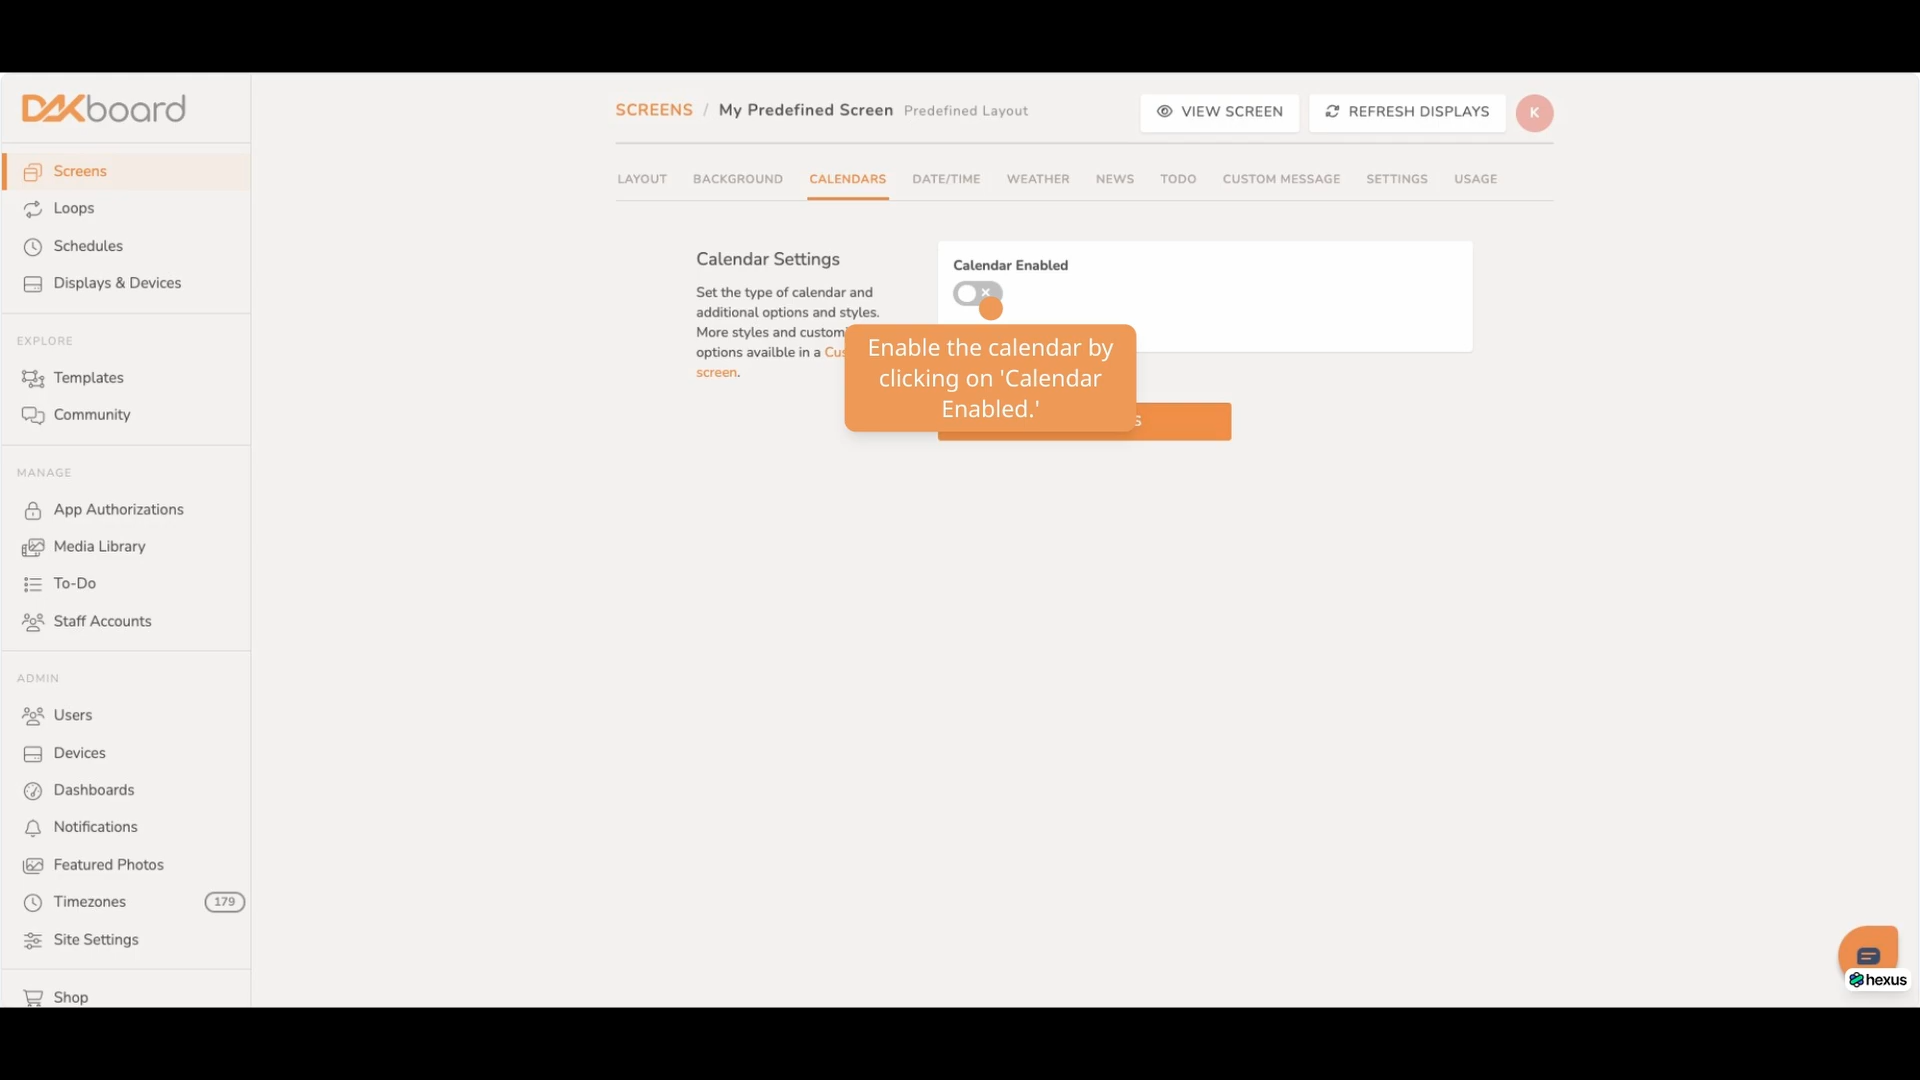 DAKboard
Screens
Loops
Schedules
Displays & Devices
EXPLORE
Templates
Community
MANAGE
App Authorizations
Media Library
To-Do
Staff Accounts
ADMIN
Users
Devices
Dashboards
Notifications
Featured Photos
Timezones 179
Site Settings
Shop
SCREENS / My Predefined Screen Predefined Layout
VIEW SCREEN
REFRESH DISPLAYS
K
LAYOUT BACKGROUND CALENDARS DATE/TIME WEATHER NEWS TODO CUSTOM MESSAGE SETTINGS USAGE
Calendar Settings
Set the type of calendar and
additional options and styles.
More styles and custom
options availble in a Cus
screen.
Calendar Enabled
Enable the calendar by
clicking on 'Calendar
Enabled.'
S
hexus